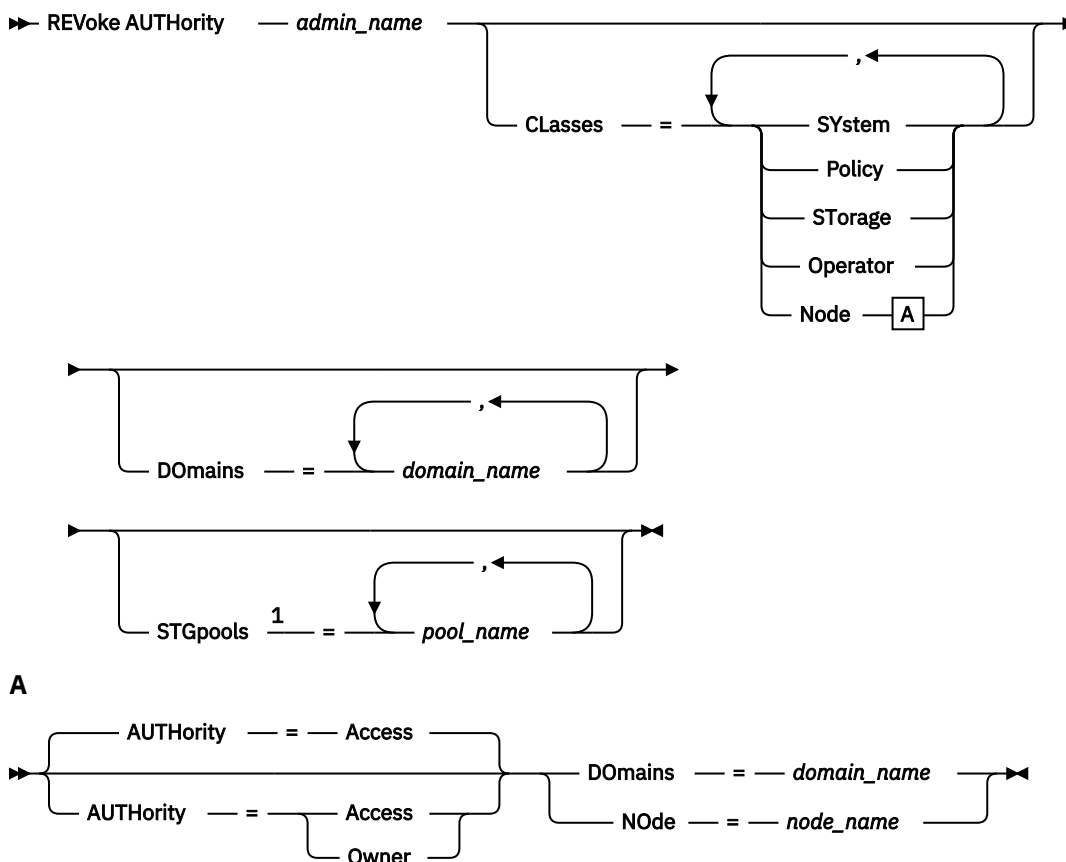 REVoke AUTHority admin_name
,
CLasses = SYstem
Policy
STorage
Operator
Node A
,
DOmains = domain_name
,
STGpools 1 = pool_name
A
AUTHority = Access
DOmains = domain_name
AUTHority = Access
NOde = node_name
Owner